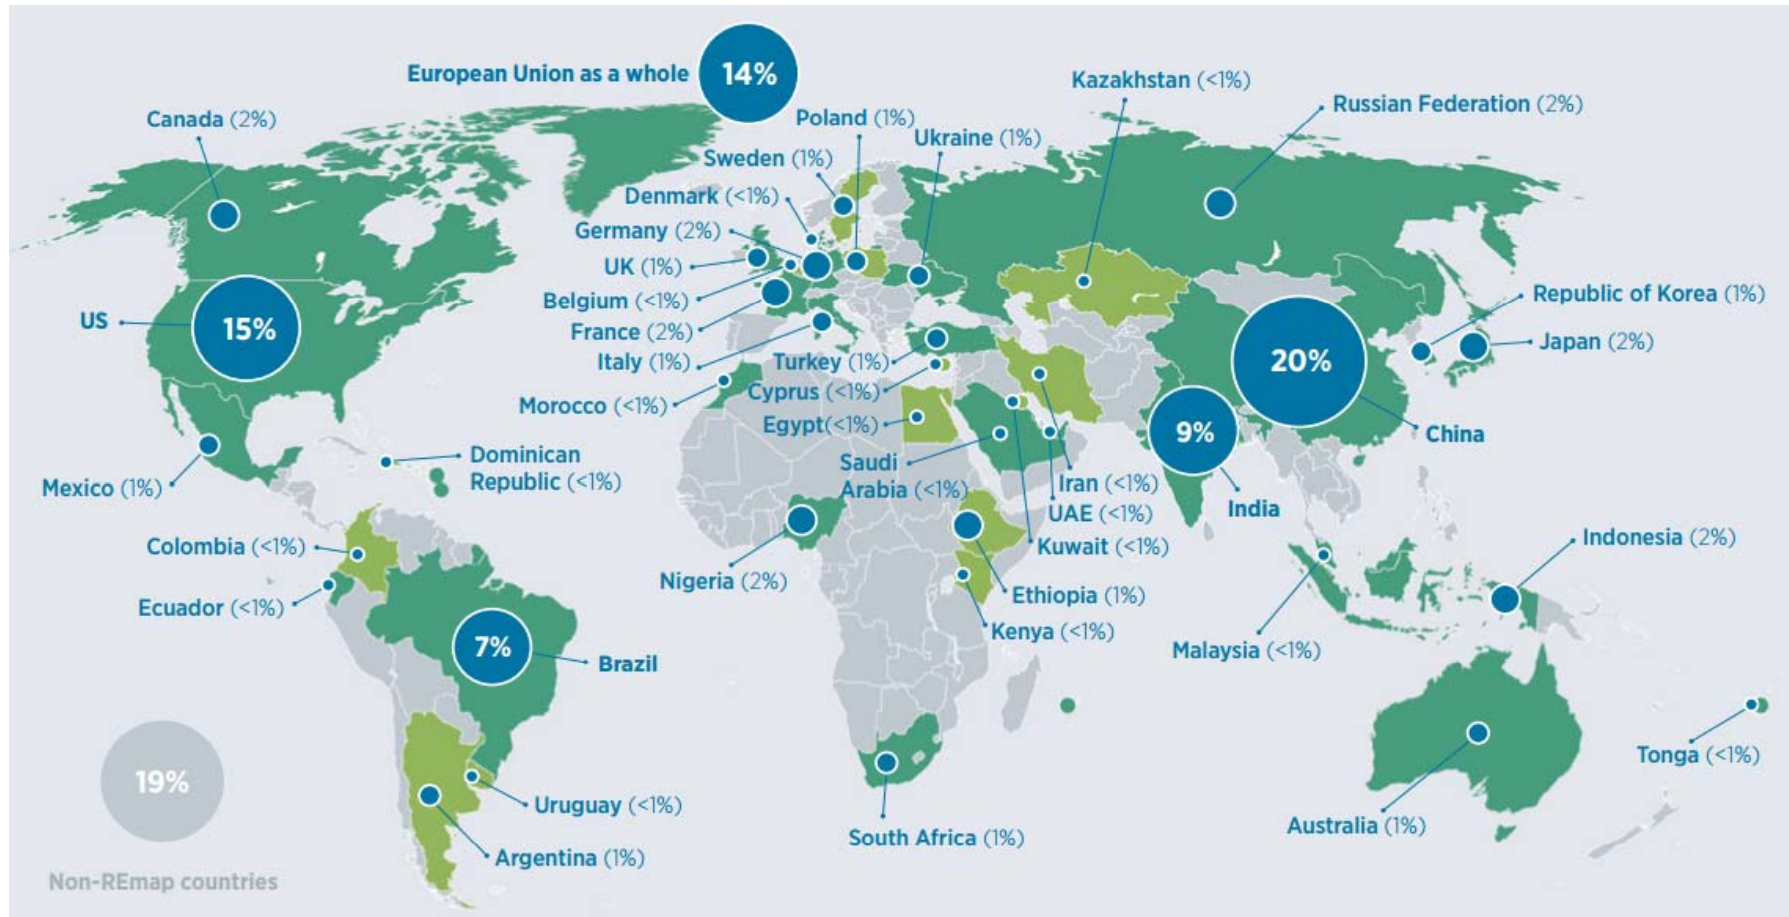 European Union as a whole
14%
Kazakhstan (<1%)
Russian Federation (2%)
Canada (2%)
Poland (1%)
Ukraine (1%)
Sweden (1%)
Denmark (<1%)
Germany (2%)
UK (1%)
Belgium (<1%)
France (2%)
Italy (1%)
US
15%
Republic of Korea (1%)
Japan (2%)
20%
China
Turkey (1%)
Cyprus (<1%)
Morocco (<1%)
Egypt(<1%)
9%
India
Saudi
Arabia (<1%)
Iran (<1%)
UAE (<1%)
Kuwait (<1%)
Mexico (1%)
Dominican
Republic (<1%)
Colombia (<1%)
Ecuador (<1%)
Nigeria (2%)
Ethiopia (1%)
Kenya (<1%)
Indonesia (2%)
Malaysia (<1%)
7%
Brazil
19%
Non-REmap countries
Uruguay (<1%)
Argentina (1%)
South Africa (1%)
Australia (1%)
Tonga (<1%)